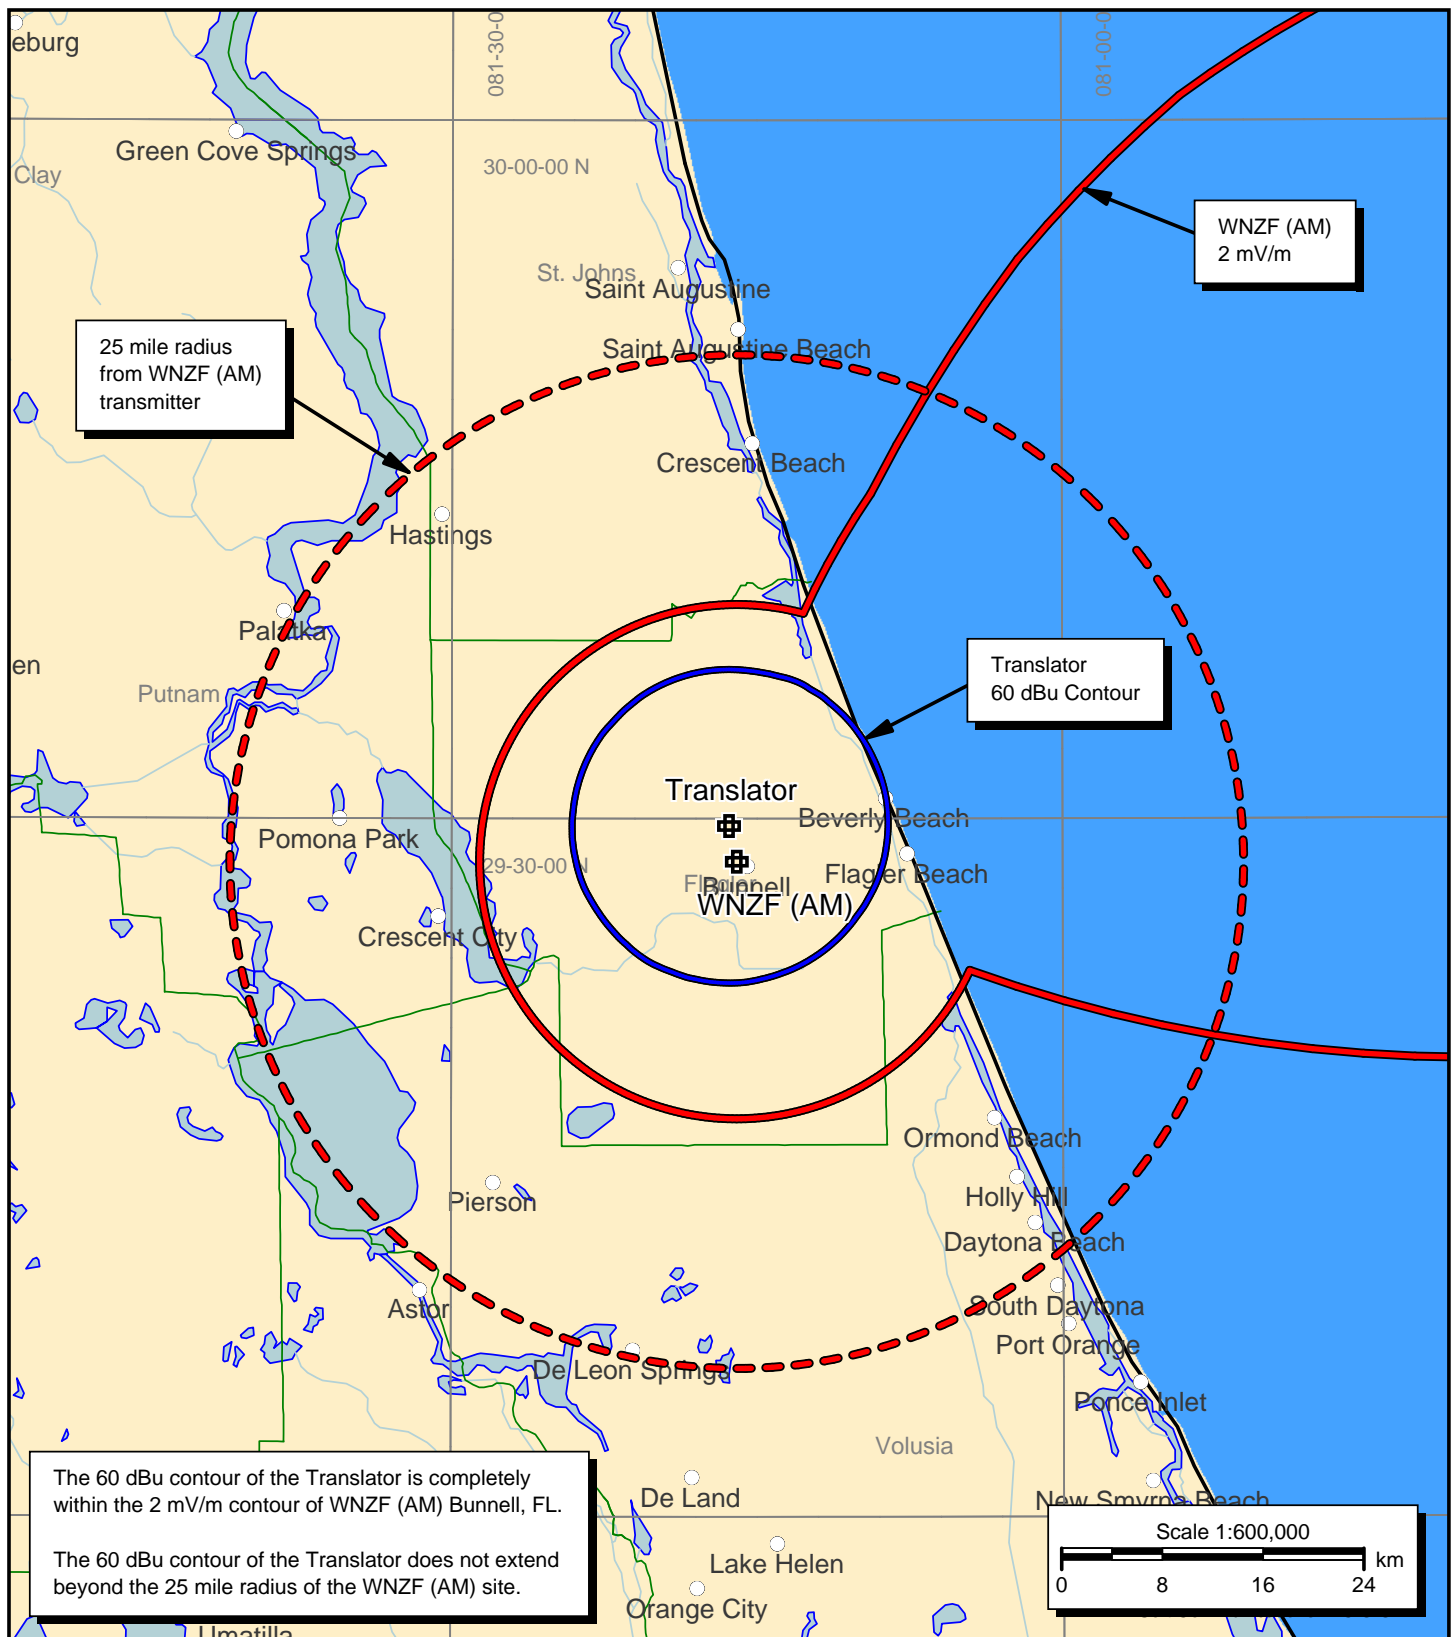 eburg
081-30-0
081-00-0
Green Cove Springs
Clay
30-00-00 N
WNZF (AM)
2 mV/m
St. Johns
Saint Augustine
25 mile radius
from WNZF (AM)
transmitter
Saint Augustine Beach
Crescent Beach
Hastings
Palatka
en
Putnam
Translator
60 dBu Contour
Translator
Beverly Beach
Pomona Park
29-30-00 N
Flagler Beach
Flagler
Bunnell
WNZF (AM)
Crescent City
Ormond Beach
Pierson
Holly Hill
Daytona Beach
Astor
South Daytona
Port Orange
De Leon Springs
Ponce Inlet
Volusia
The 60 dBu contour of the Translator is completely
within the 2 mV/m contour of WNZF (AM) Bunnell, FL.
The 60 dBu contour of the Translator does not extend
beyond the 25 mile radius of the WNZF (AM) site.
De Land
New Smyrna Beach
Scale 1:600,000
km
0 8 16 24
Lake Helen
Orange City
Umatilla